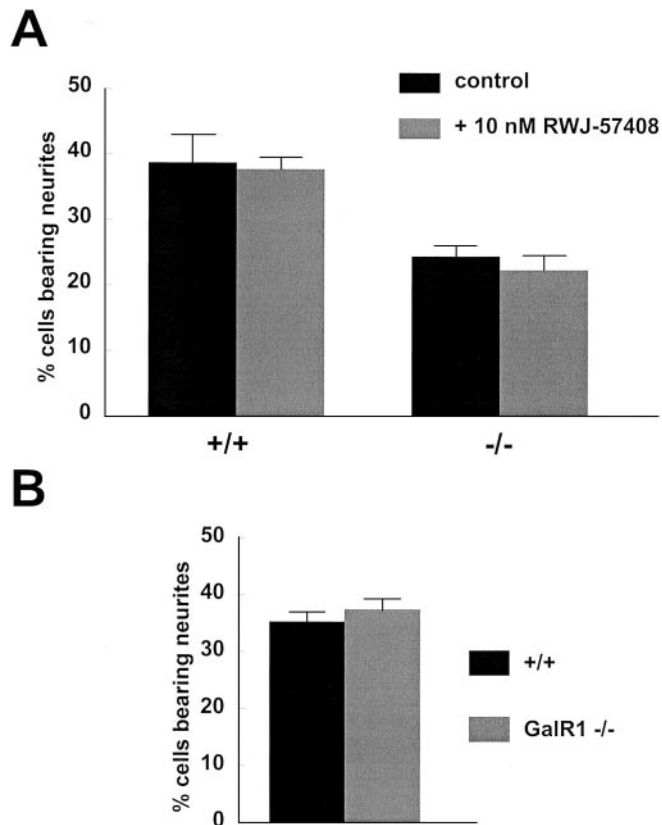 A
50
40
30
20
10
0
% cells bearing neurites
control
+ 10 nM RWJ-57408
+/+
-/-
B
50
40
30
20
10
0
% cells bearing neurites
+/+
GalR1 -/-